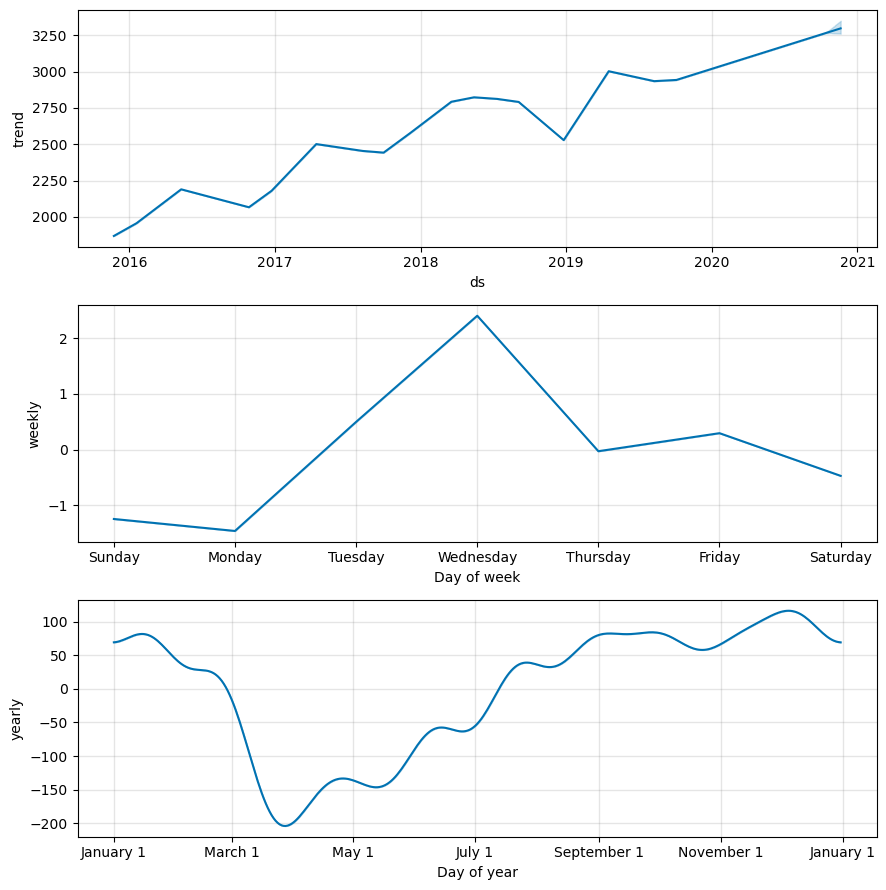 3250
3000
2750
2500
2250
2000
trend
2016 2017 2018 2019 2020 2021
ds
2
1
0
−1
weekly
Sunday Monday Tuesday Wednesday Thursday Friday Saturday
Day of week
100
50
0
−50
−100
−150
−200
yearly
January 1 March 1 May 1 July 1 September 1 November 1 January 1
Day of year